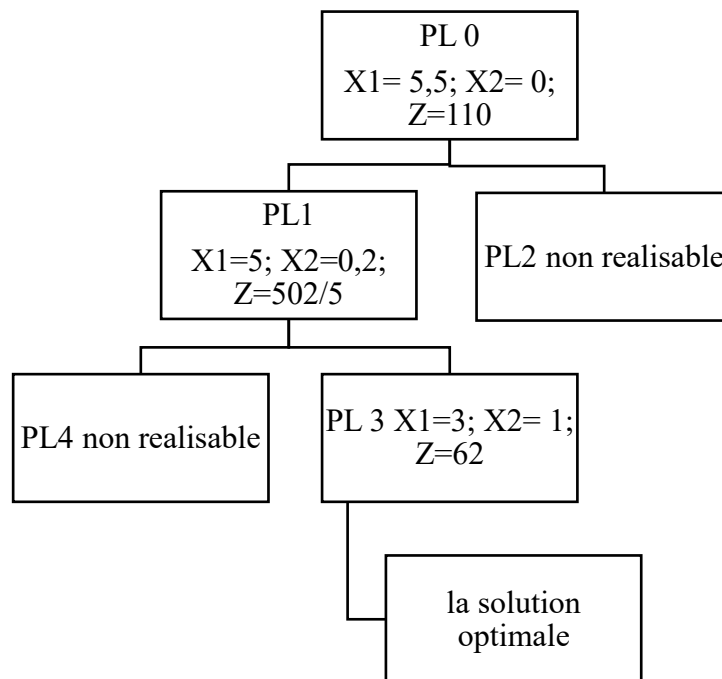 PL 0
X1= 5,5; X2= 0;
Z=110
PL1
X1=5; X2=0,2;
Z=502/5
PL2 non realisable
PL4 non realisable
PL 3 X1=3; X2= 1;
Z=62
la solution
optimale